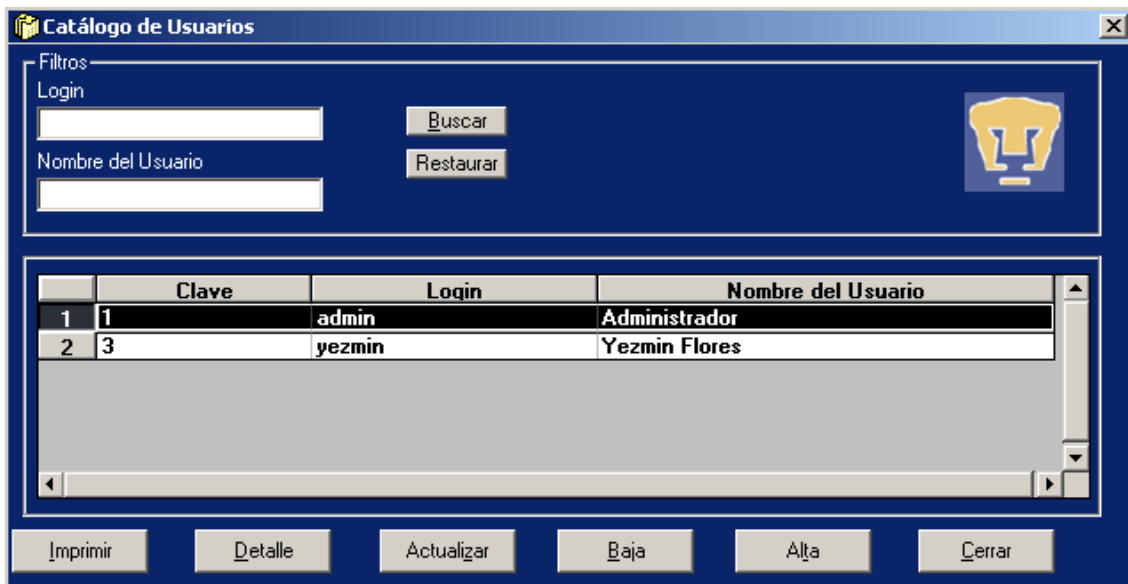 Catálogo de Usuarios
Filtros
Login
Buscar
Nombre del Usuario
Restaurar
Clave Login Nombre del Usuario
1 1 admin Administrador
2 3 yezmin Yezmin Flores
Imprimir Detalle Actualizar Baja Alta Cerrar